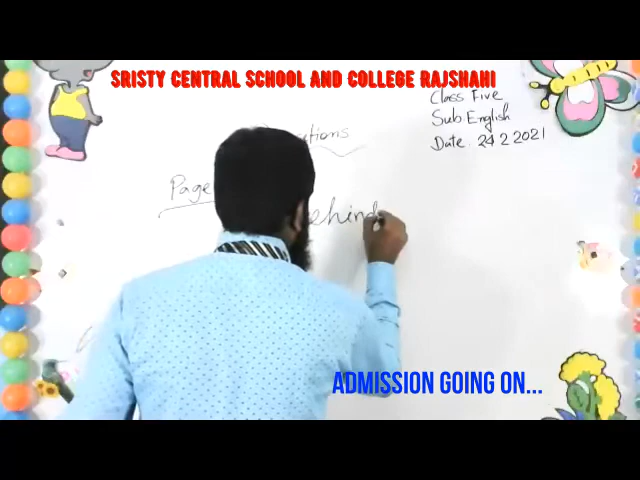 SRISTY CENTRAL SCHOOL AND COLLEGE RAJSHAHI
Class Five
Sub English
Date. 24 2 2021
Page
ADMISSION GOING ON...